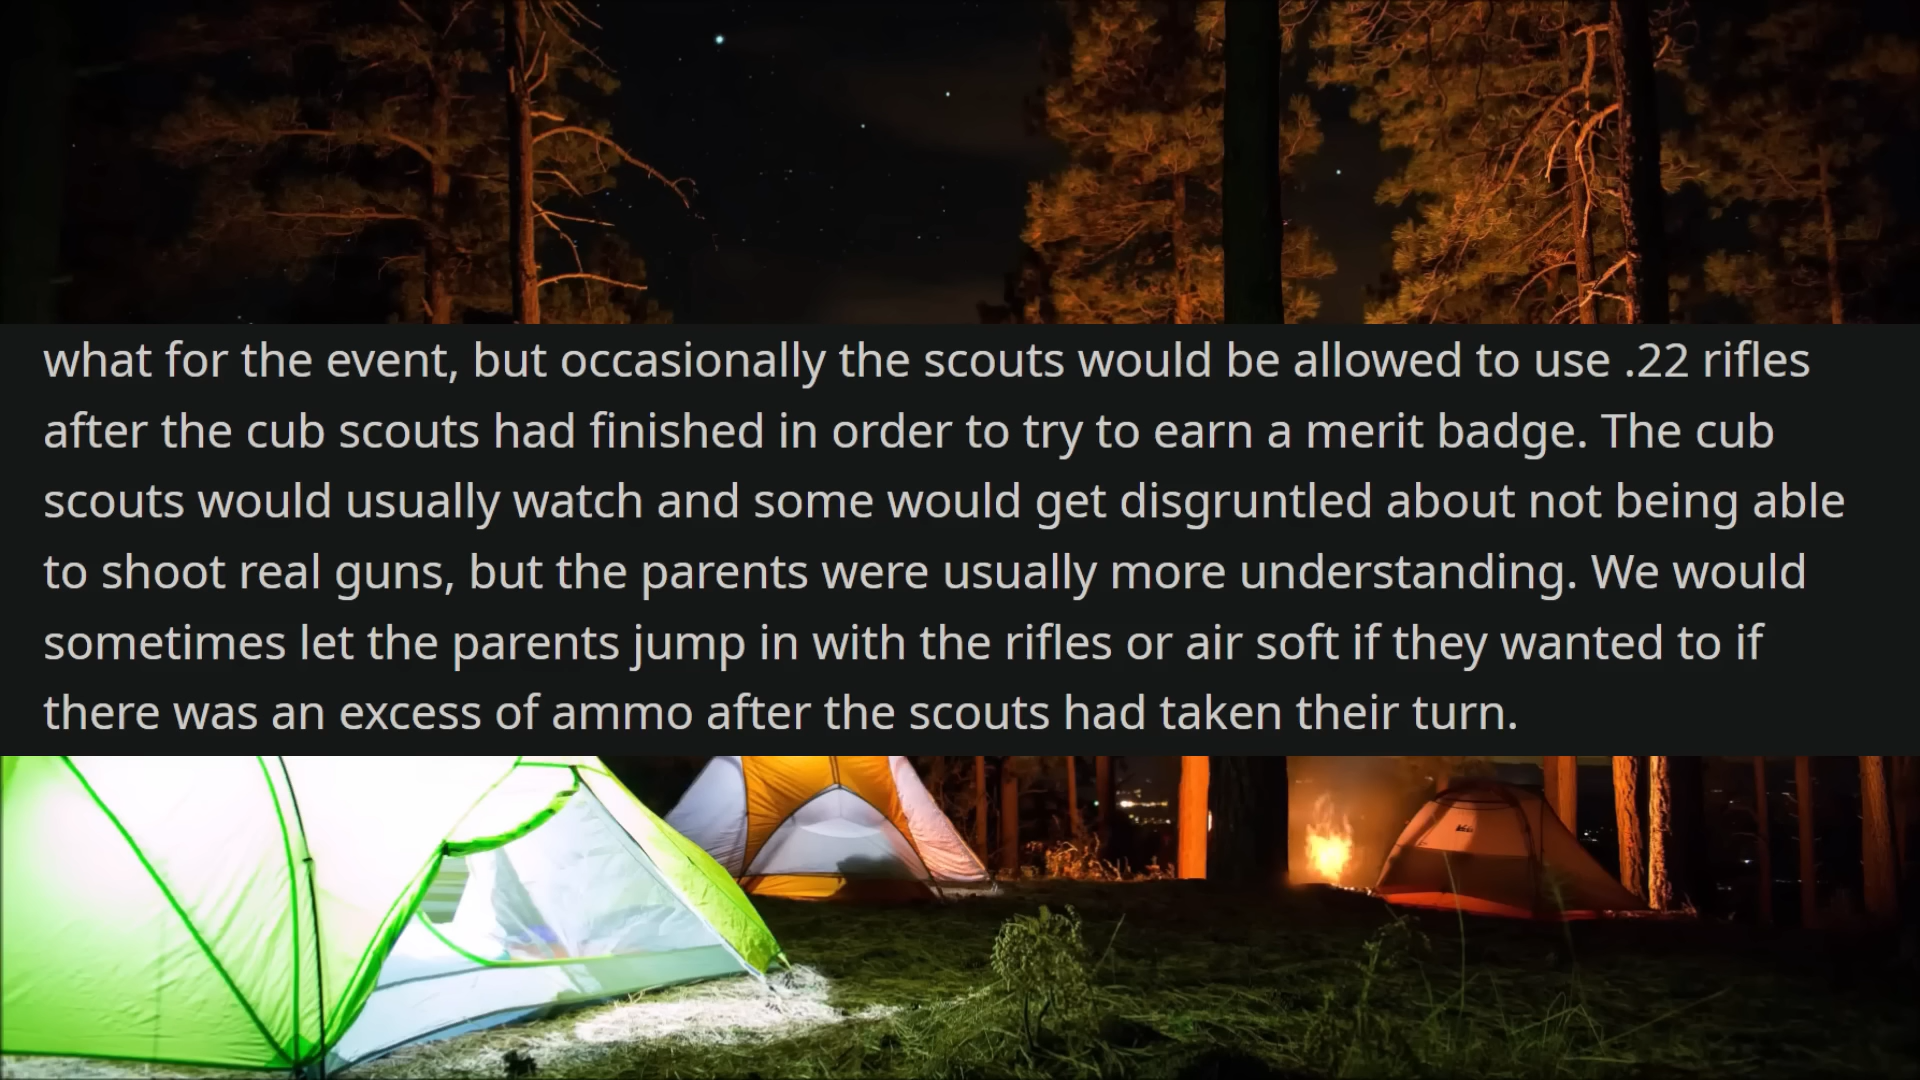 what for the event, but occasionally the scouts would be allowed to use .22 rifles
after the cub scouts had finished in order to try to earn a merit badge. The cub
scouts would usually watch and some would get disgruntled about not being able
to shoot real guns, but the parents were usually more understanding. We would
sometimes let the parents jump in with the rifles or air soft if they wanted to if
there was an excess of ammo after the scouts had taken their turn.